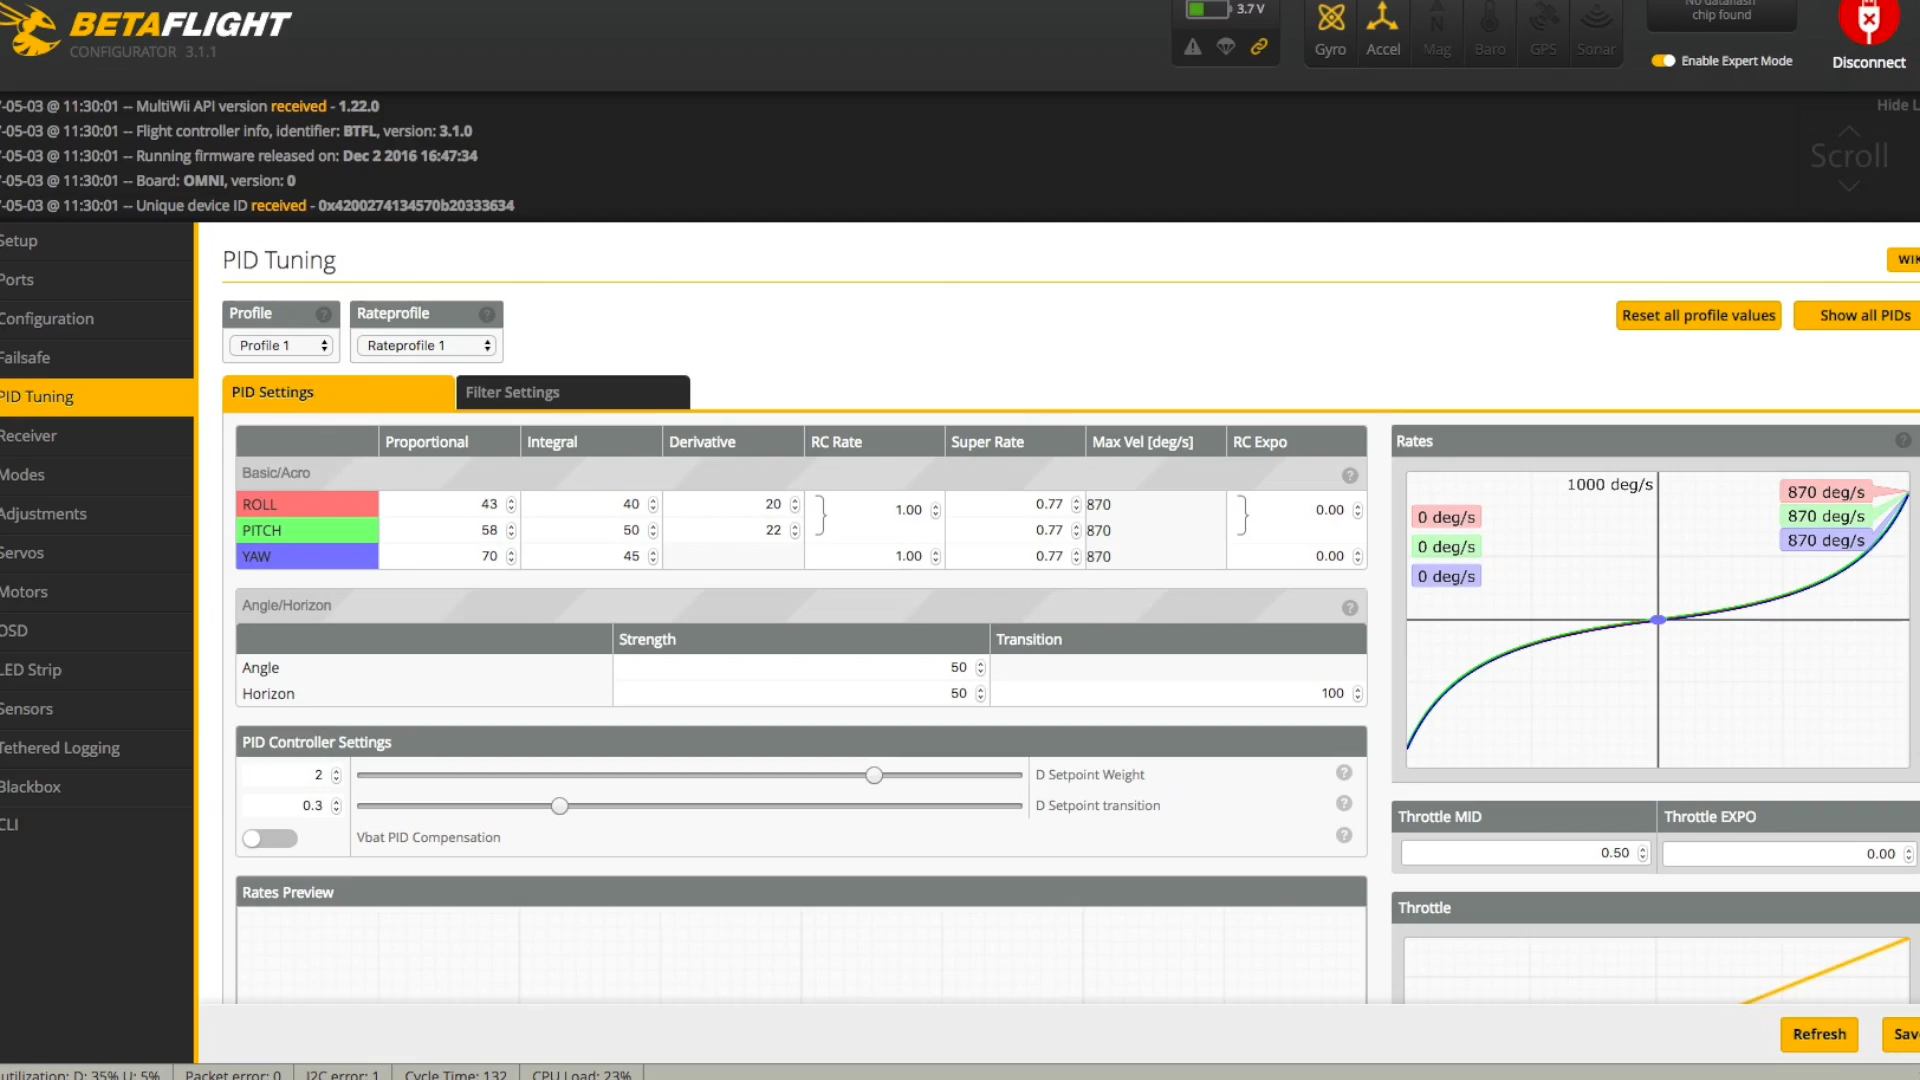 BETAFLIGHT
CONFIGURATOR 3.1.1
3.7 V
Gyro
Accel
Mag
Baro
GPS
Sonar
No dataflash
chip found
Enable Expert Mode
Disconnect
-05-03 @ 11:30:01 -- MultiWii API version received - 1.22.0
-05-03 @ 11:30:01 -- Flight controller info, identifier: BTFL, version: 3.1.0
-05-03 @ 11:30:01 -- Running firmware released on: Dec 2 2016 16:47:34
-05-03 @ 11:30:01 -- Board: OMNI, version: 0
-05-03 @ 11:30:01 -- Unique device ID received - 0x4200274134570b20333634
Hide L
Scroll
Setup
Ports
Configuration
Failsafe
PID Tuning
Receiver
Modes
Adjustments
Servos
Motors
OSD
LED Strip
Sensors
Tethered Logging
Blackbox
CLI
PID Tuning
WIK
Profile
Rateprofile
Profile 1
Rateprofile 1
Reset all profile values
Show all PIDs
PID Settings
Filter Settings
Proportional Integral Derivative RC Rate Super Rate Max Vel [deg/s] RC Expo
Basic/Acro
ROLL 43 40 20 1.00 0.77 870 0.00
PITCH 58 50 22 0.77 870
YAW 70 45 1.00 0.77 870 0.00
Angle/Horizon
Strength Transition
Angle 50
Horizon 50 100
PID Controller Settings
2 D Setpoint Weight
0.3 D Setpoint transition
Vbat PID Compensation
Rates Preview
Rates
1000 deg/s
870 deg/s
870 deg/s
870 deg/s
0 deg/s
0 deg/s
0 deg/s
Throttle MID
Throttle EXPO
0.50
0.00
Throttle
Refresh
Sav
utilization: D: 35% U: 5%
Packet error: 0
I2C error: 1
Cycle Time: 132
CPU Load: 23%